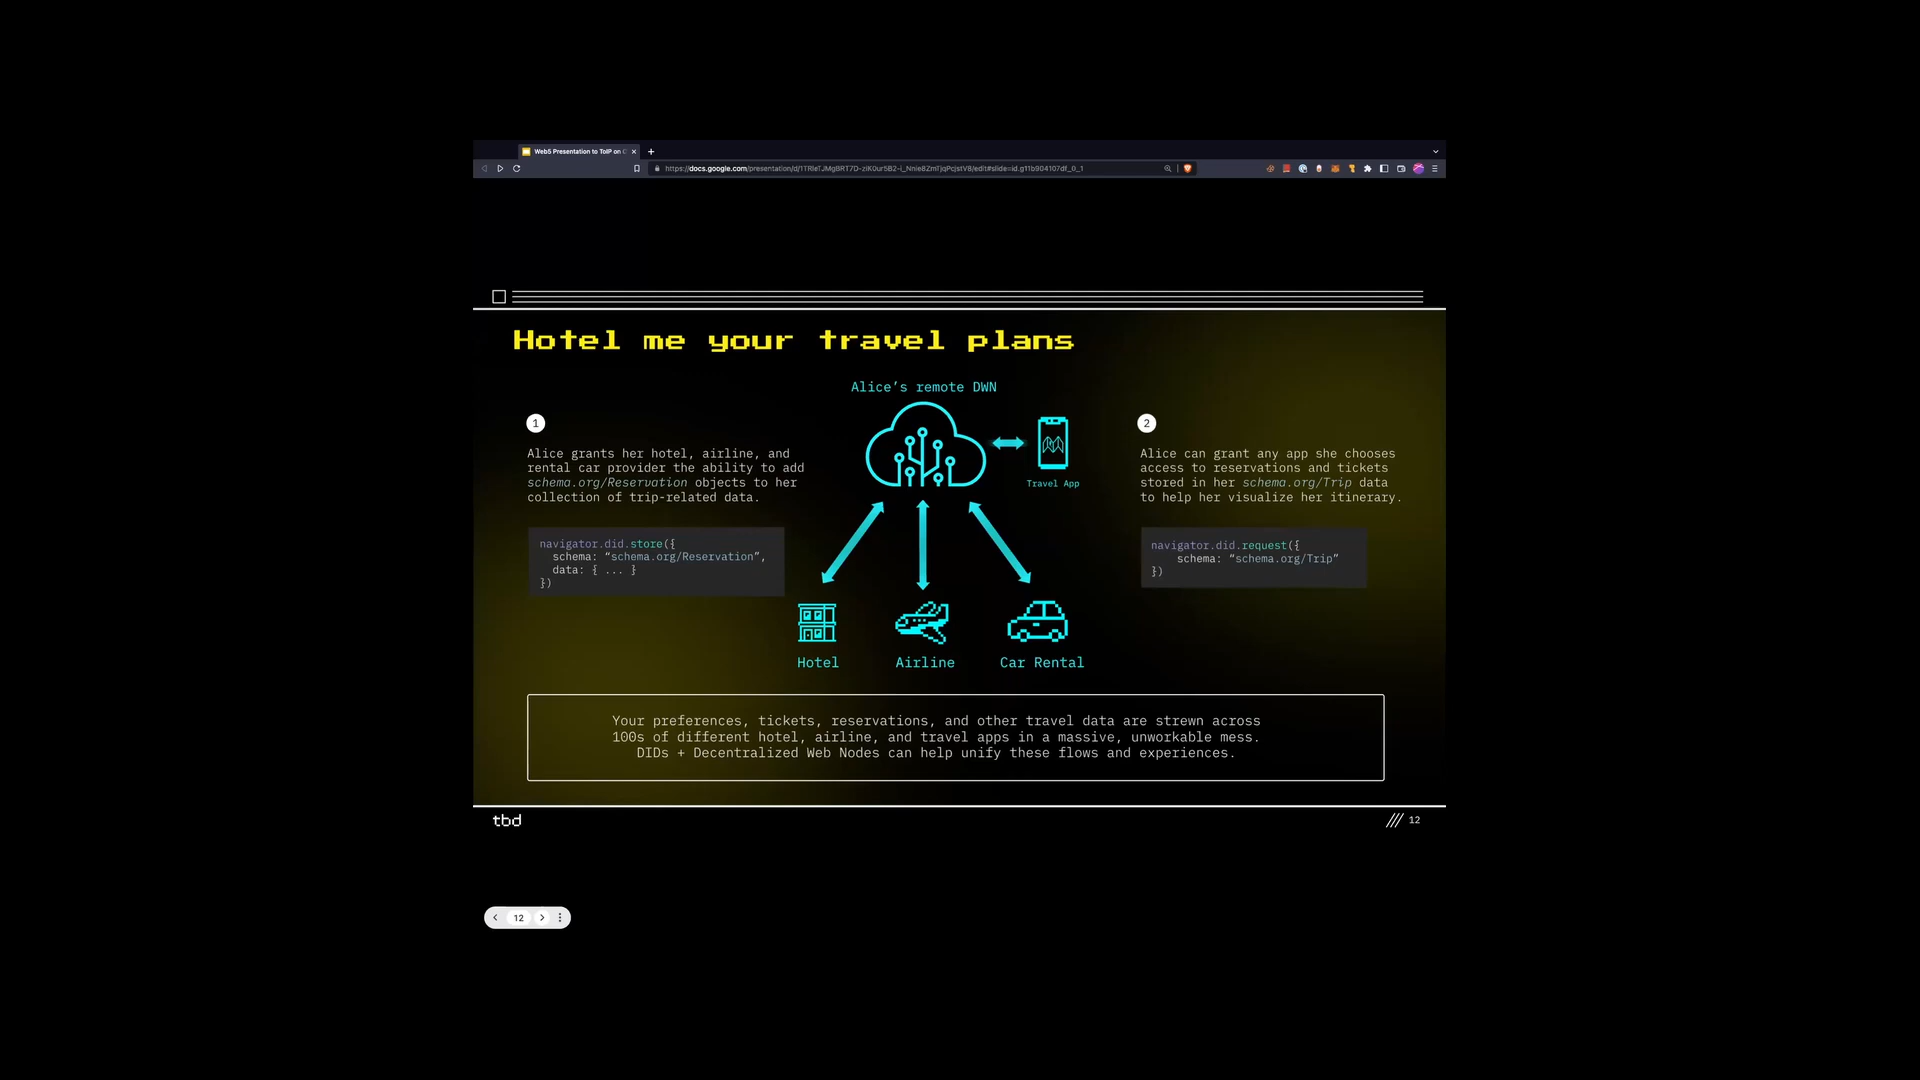 Web5 Presentation to ToIP on
Hotel me your travel plans
Alice’s remote DWN
1
Alice grants her hotel, airline, and
rental car provider the ability to add
schema.org/Reservation objects to her
collection of trip-related data.
navigator.did.store({
schema: “schema.org/Reservation”,
data: { ... }
})
Travel App
2
Alice can grant any app she chooses
access to reservations and tickets
stored in her schema.org/Trip data
to help her visualize her itinerary.
navigator.did.request({
schema: “schema.org/Trip”
})
Hotel
Airline
Car Rental
Your preferences, tickets, reservations, and other travel data are strewn across
100s of different hotel, airline, and travel apps in a massive, unworkable mess.
DIDs + Decentralized Web Nodes can help unify these flows and experiences.
tbd
/// 12
12